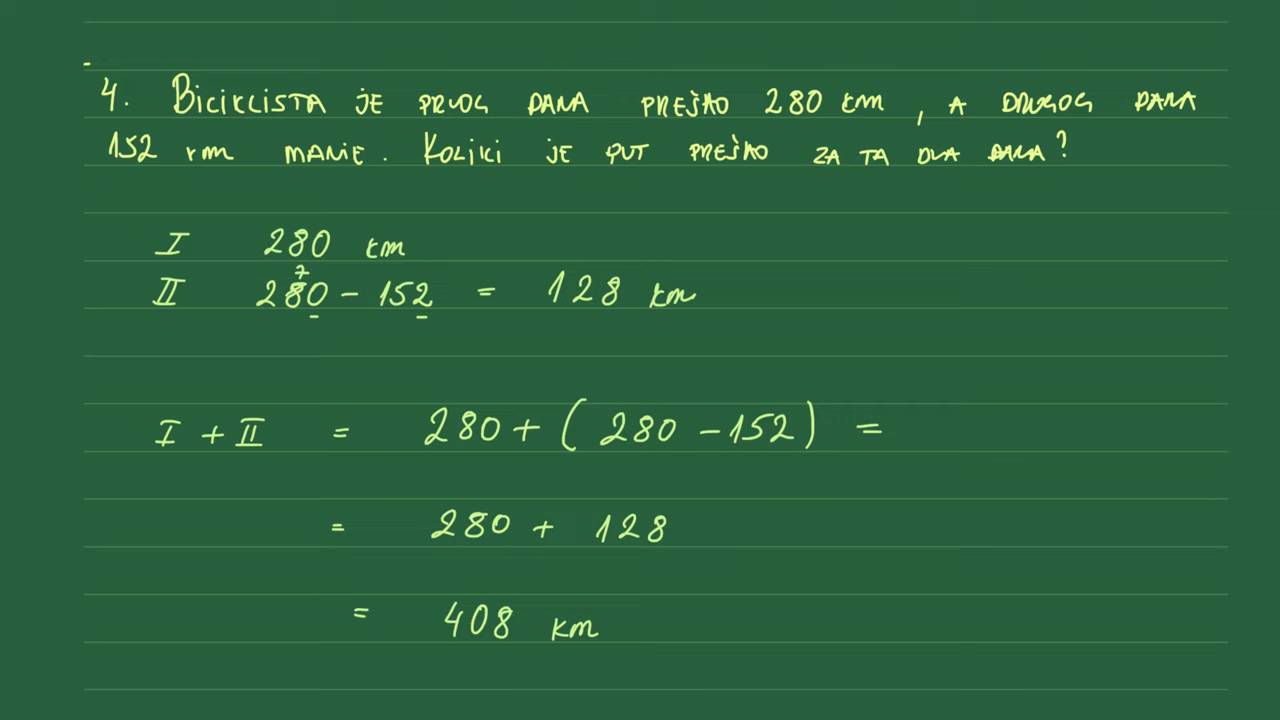 4. BICIKLISTA JE PRVOG DANA PREŠAO 280 km, A DRUGOG DANA
152 km MANJE. KOLIKI JE PUT PREŠAO ZA TA DVA DANA?
I 280 km
7
II 280 - 152 = 128 km
I + II = 280 + ( 280 - 152 ) =
= 280 + 128
= 408 km